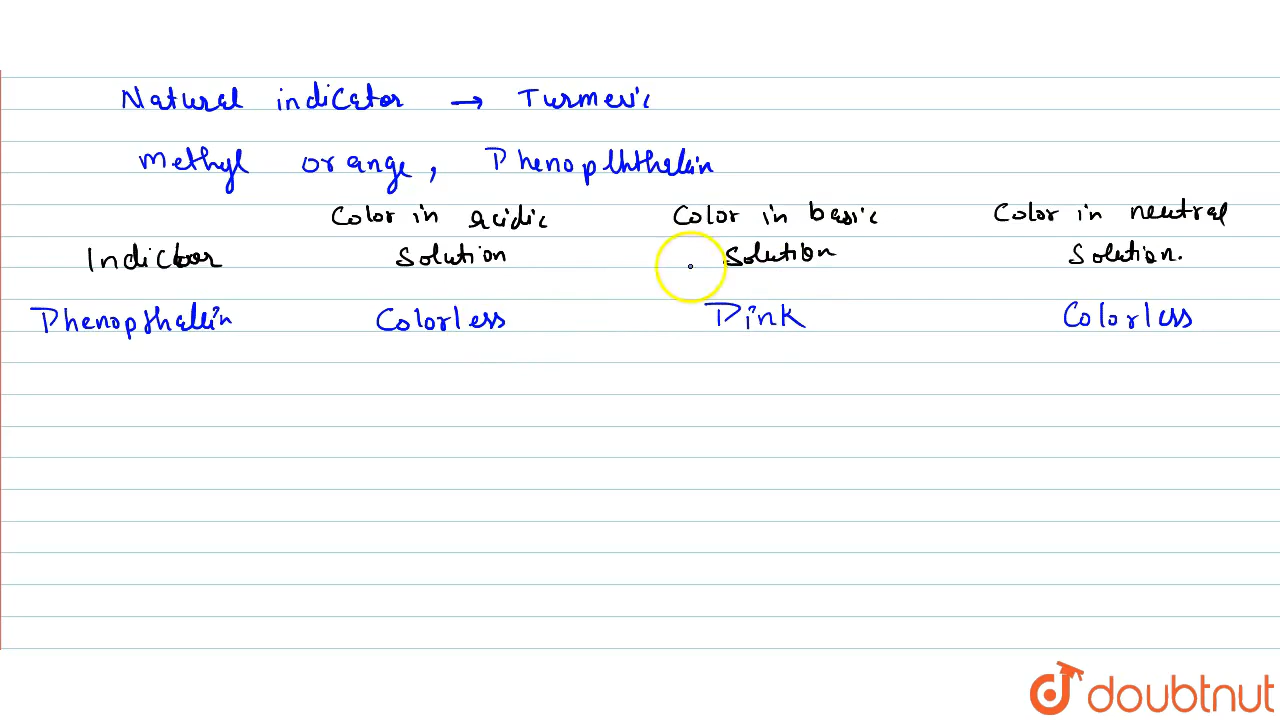 Natural indicator → Turmeric
Methyl orange, Phenopththalein
Color in acidic Color in basic Color in neutral
Indicator Solution Solution Solution.
Phenopthalein Colorless Pink Colorless
doubtnut